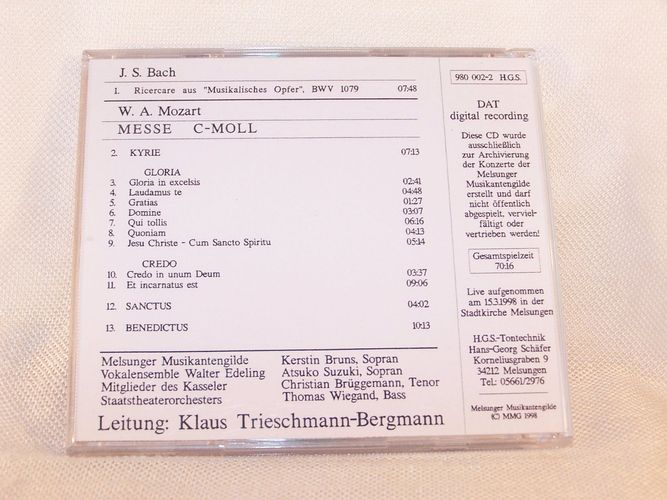 J. S. Bach
1. Ricercare aus "Musikalisches Opfer", BWV 1079 07:48
W. A. Mozart
MESSE C-MOLL
2. KYRIE 07:13
GLORIA
3. Gloria in excelsis 02:41
4. Laudamus te 04:48
5. Gratias 01:27
6. Domine 03:07
7. Qui tollis 06:16
8. Quoniam 04:13
9. Jesu Christe - Cum Sancto Spiritu 05:14
CREDO
10. Credo in unum Deum 03:37
11. Et incarnatus est 09:06
12. SANCTUS 04:02
13. BENEDICTUS 10:13
Melsunger Musikantengilde
Vokalensemble Walter Edeling
Mitglieder des Kasseler
Staatstheaterorchesters
Kerstin Bruns, Sopran
Atsuko Suzuki, Sopran
Christian Brüggemann, Tenor
Thomas Wiegand, Bass
Leitung: Klaus Trieschmann-Bergmann
980 002-2 H.G.S.
DAT
digital recording
Diese CD wurde
ausschließlich
zur Archivierung
der Konzerte der
Melsunger
Musikantengilde
erstellt und darf
nicht öffentlich
abgespielt, verviel-
fältigt oder
vertrieben werden!
Gesamtspielzeit
70:16
Live aufgenommen
am 15.3.1998 in der
Stadtkirche Melsungen
H.G.S.-Tontechnik
Hans-Georg Schäfer
Korneliusgraben 9
34212 Melsungen
Tel.: 05661/2976
Melsunger Musikantengilde
(C) MMG 1998